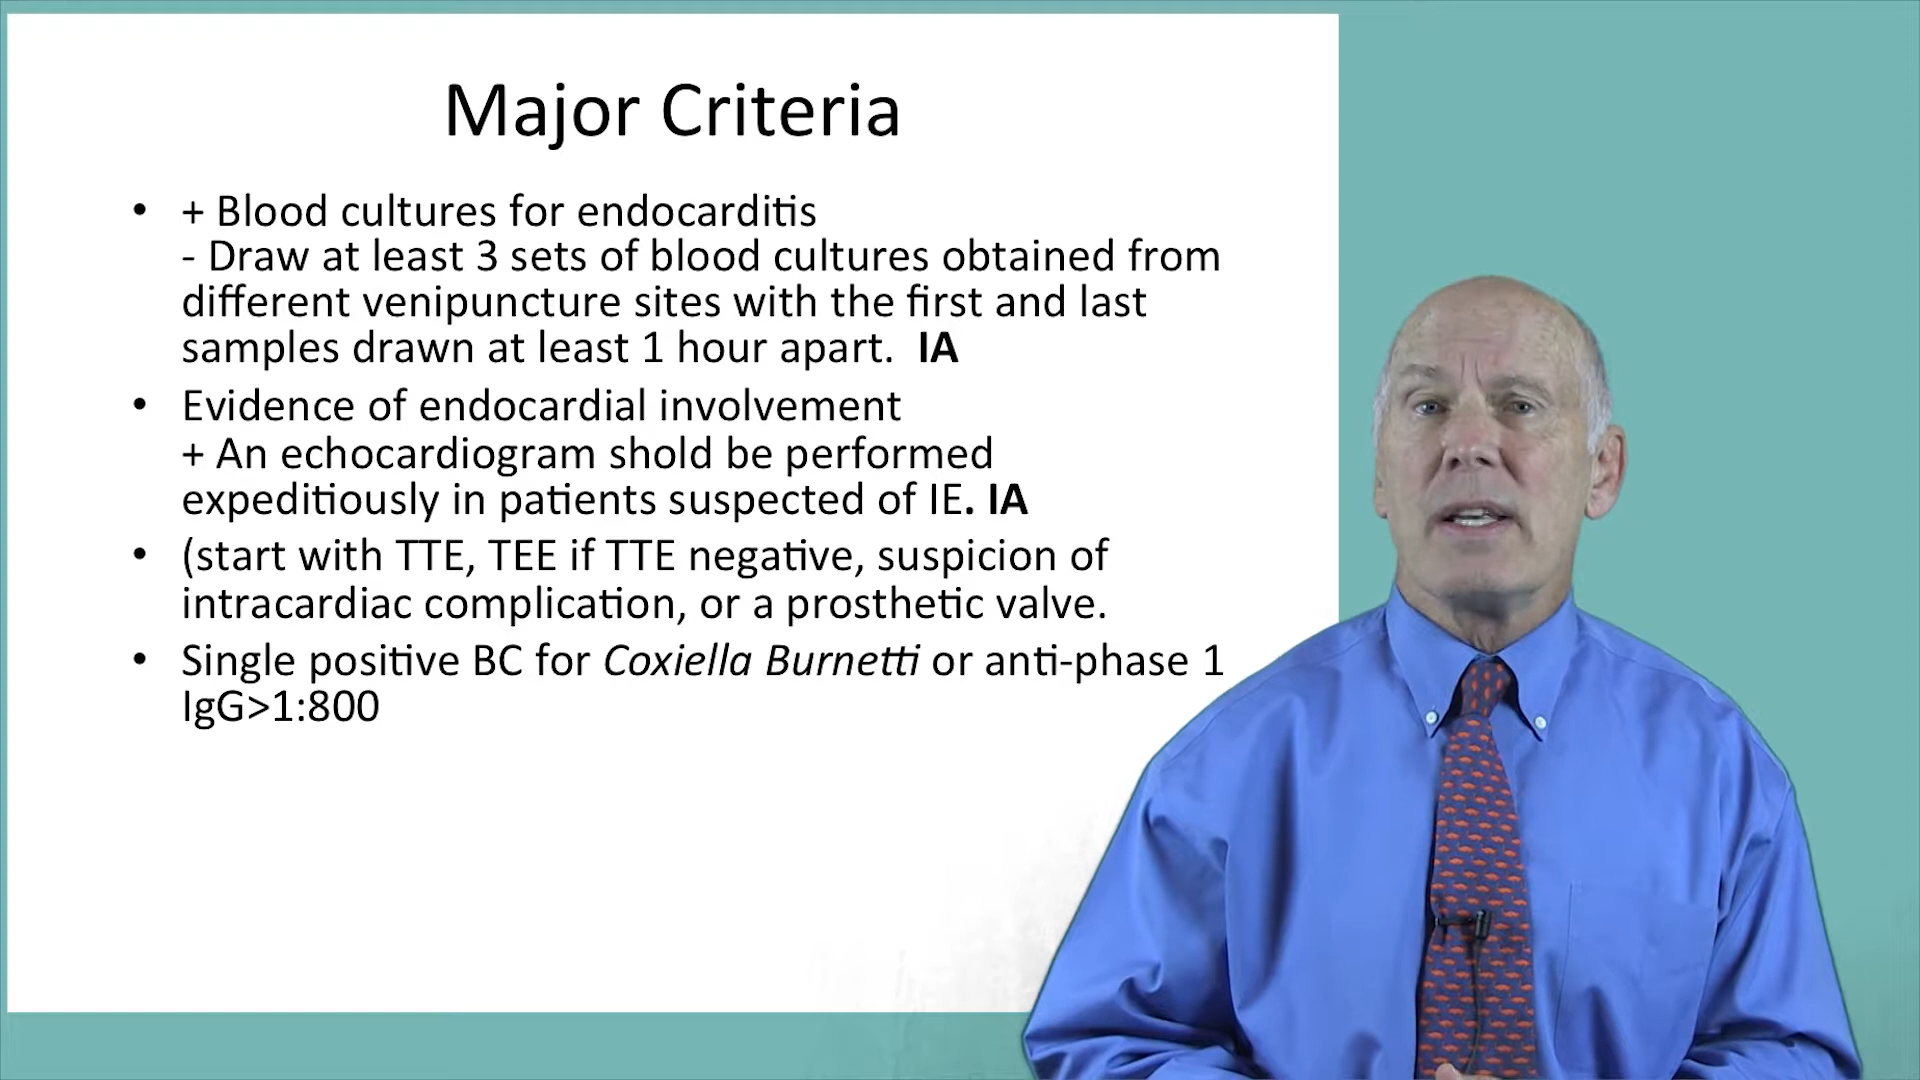 Major Criteria
• + Blood cultures for endocarditis
- Draw at least 3 sets of blood cultures obtained from
different venipuncture sites with the first and last
samples drawn at least 1 hour apart. IA
• Evidence of endocardial involvement
+ An echocardiogram shold be performed
expeditiously in patients suspected of IE. IA
• (start with TTE, TEE if TTE negative, suspicion of
intracardiac complication, or a prosthetic valve.
• Single positive BC for Coxiella Burnetti or anti-phase 1
IgG>1:800